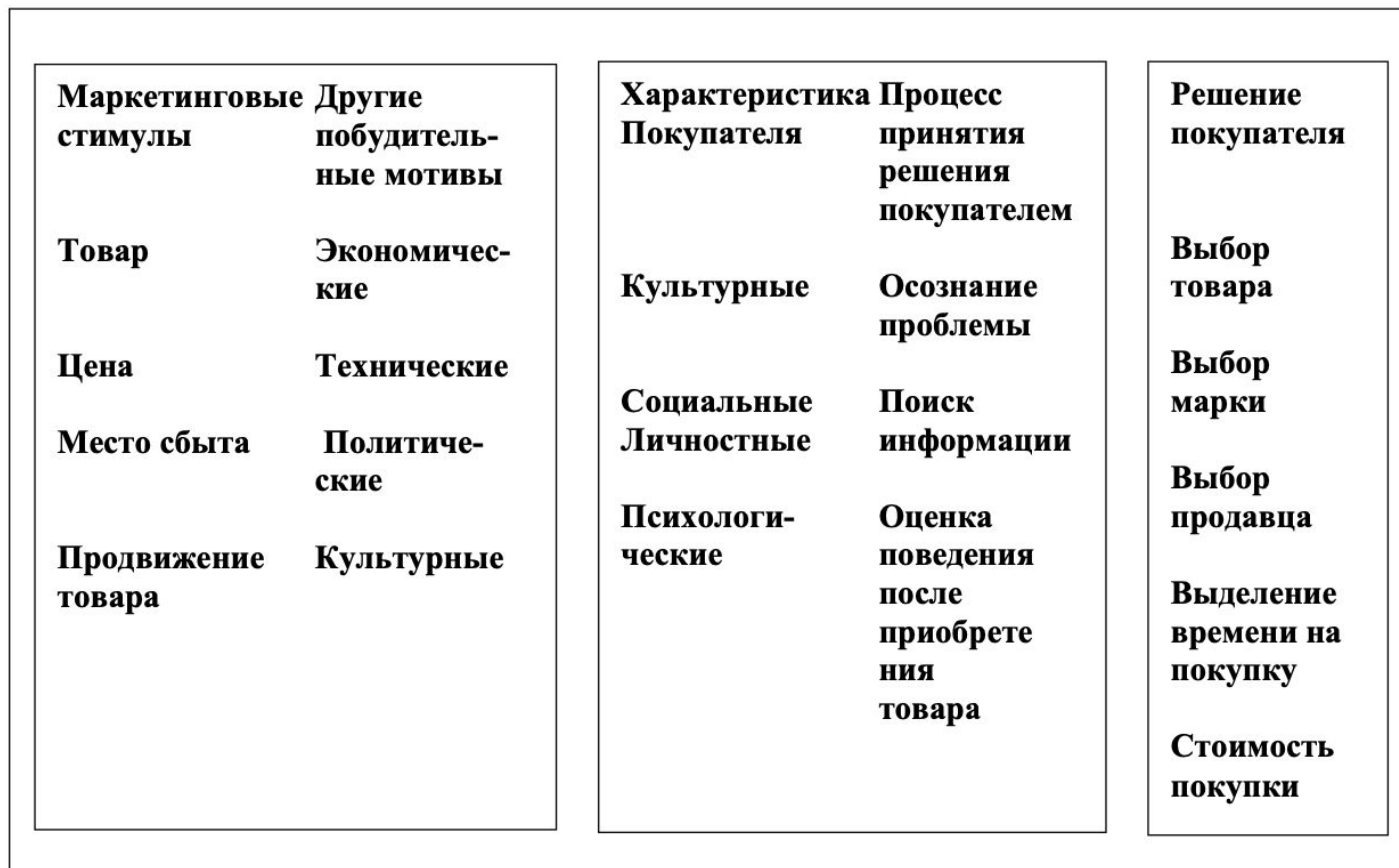 Маркетинговые
стимулы
Товар
Цена
Место сбыта
Продвижение
товара
Другие
побудитель-
ные мотивы
Экономичес-
кие
Технические
Политиче-
ские
Культурные
Характеристика
Покупателя
Культурные
Социальные
Личностные
Психологи-
ческие
Процесс
принятия
решения
покупателем
Осознание
проблемы
Поиск
информации
Оценка
поведения
после
приобрете
ния
товара
Решение
покупателя
Выбор
товара
Выбор
марки
Выбор
продавца
Выделение
времени на
покупку
Стоимость
покупки